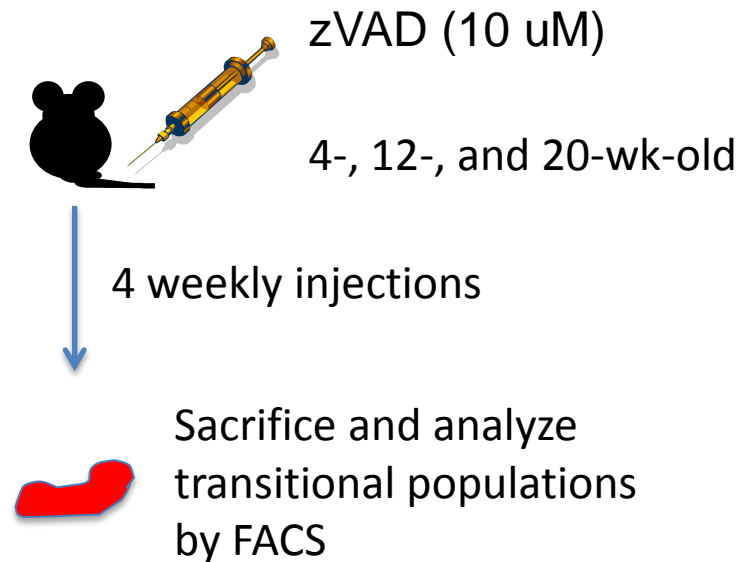 zVAD (10 uM)
4-, 12-, and 20-wk-old
4 weekly injections
Sacrifice and analyze
transitional populations
by FACS